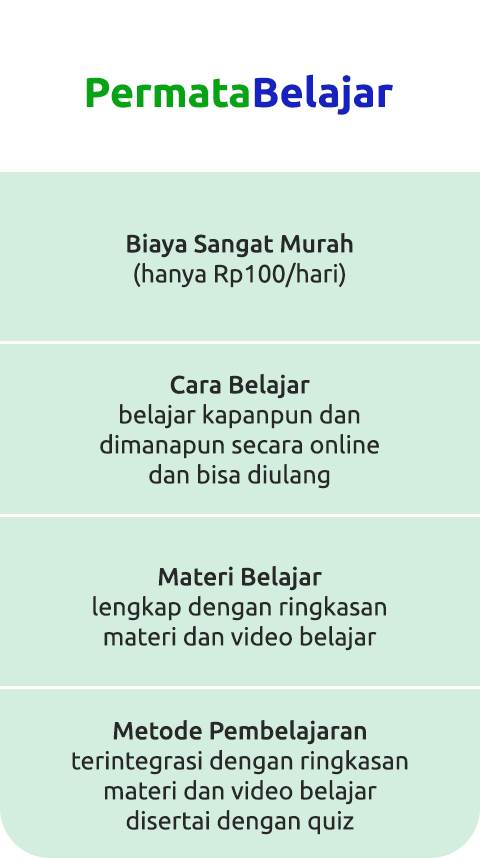 PermataBelajar
Biaya Sangat Murah
(hanya Rp100/hari)
Cara Belajar
belajar kapanpun dan
dimanapun secara online
dan bisa diulang
Materi Belajar
lengkap dengan ringkasan
materi dan video belajar
Metode Pembelajaran
terintegrasi dengan ringkasan
materi dan video belajar
disertai dengan quiz